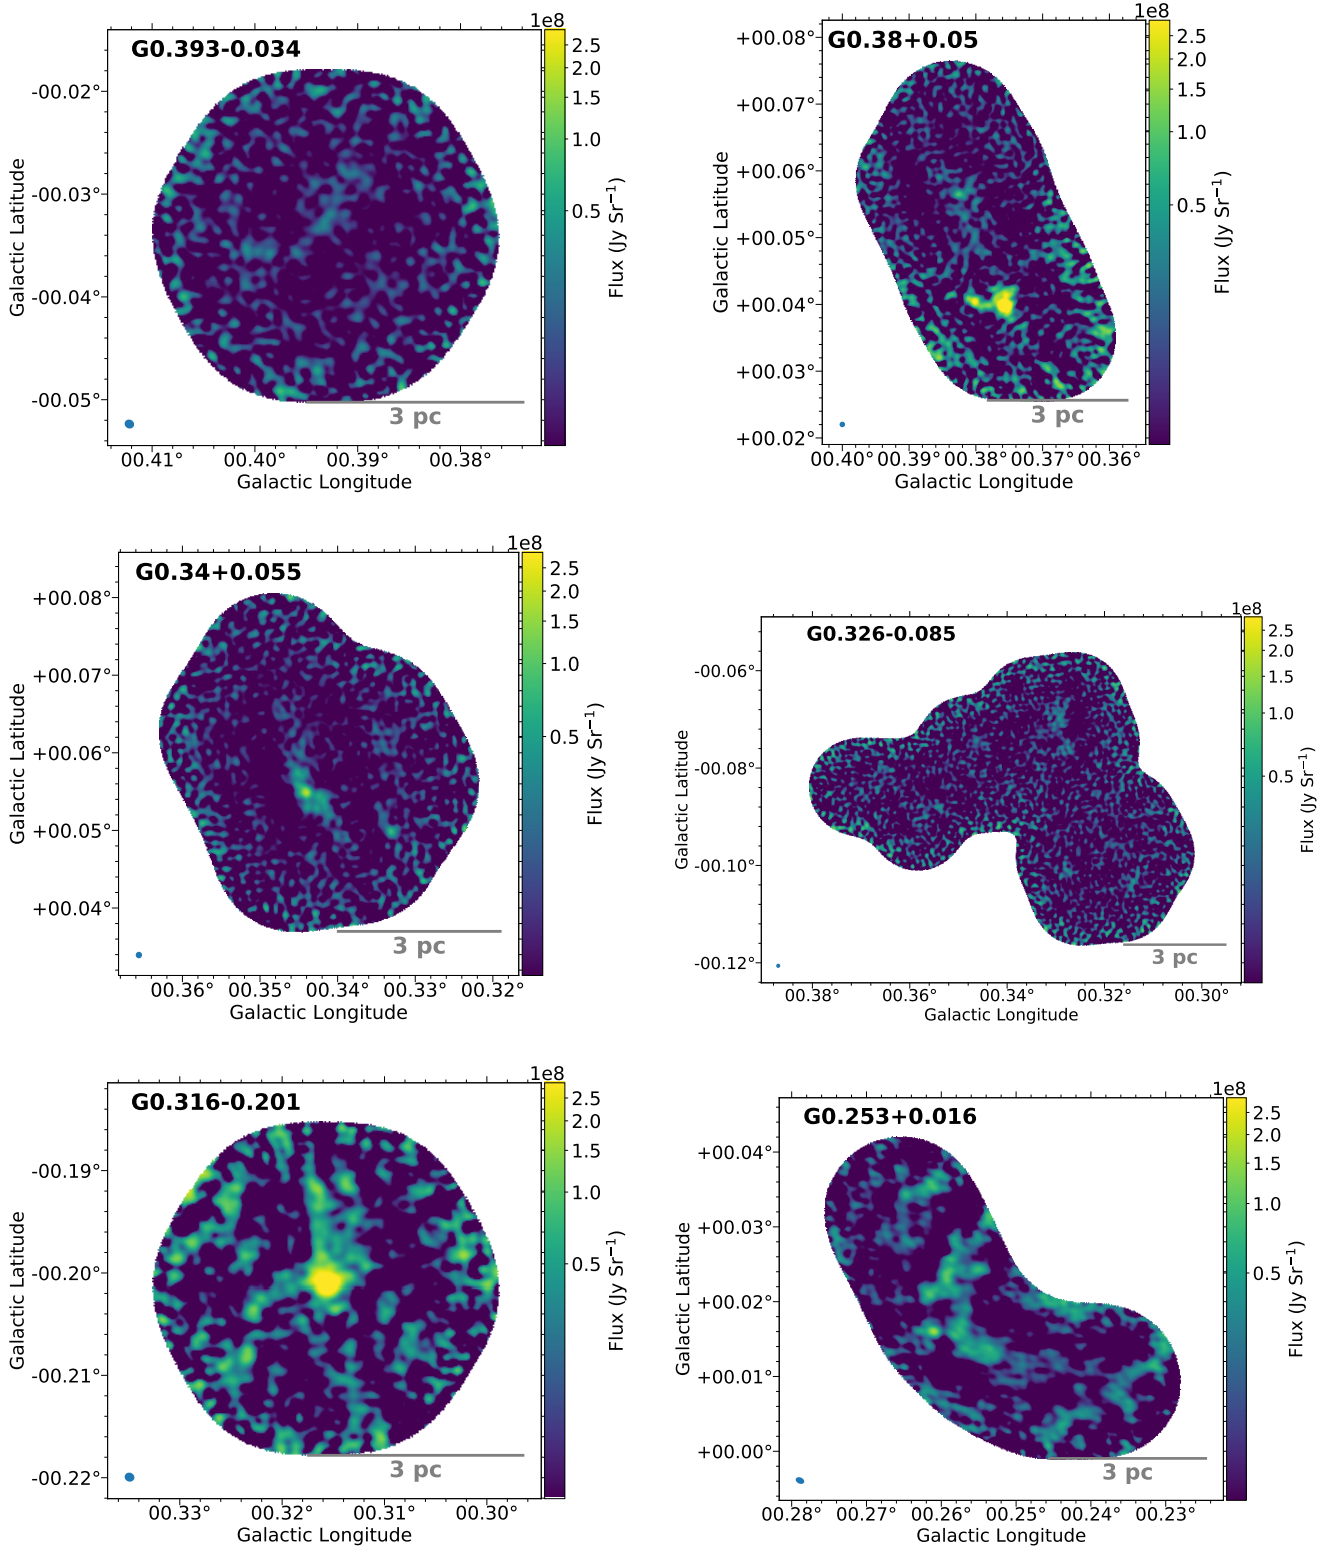 G0.393-0.034
1e8
2.5
2.0
1.5
1.0
0.5
Flux (Jy Sr−1)
-00.02°
-00.03°
-00.04°
-00.05°
Galactic Latitude
3 pc
00.41° 00.40° 00.39° 00.38°
Galactic Longitude
G0.38+0.05
1e8
2.5
2.0
1.5
1.0
0.5
Flux (Jy Sr−1)
+00.08°
+00.07°
+00.06°
+00.05°
+00.04°
+00.03°
+00.02°
Galactic Latitude
3 pc
00.40° 00.39° 00.38° 00.37° 00.36°
Galactic Longitude
G0.34+0.055
1e8
2.5
2.0
1.5
1.0
0.5
Flux (Jy Sr−1)
+00.08°
+00.07°
+00.06°
+00.05°
+00.04°
Galactic Latitude
3 pc
00.36° 00.35° 00.34° 00.33° 00.32°
Galactic Longitude
G0.326-0.085
1e8
2.5
2.0
1.5
1.0
0.5
Flux (Jy Sr−1)
-00.06°
-00.08°
-00.10°
-00.12°
Galactic Latitude
3 pc
00.38° 00.36° 00.34° 00.32° 00.30°
Galactic Longitude
G0.316-0.201
1e8
2.5
2.0
1.5
1.0
0.5
Flux (Jy Sr−1)
-00.19°
-00.20°
-00.21°
-00.22°
Galactic Latitude
3 pc
00.33° 00.32° 00.31° 00.30°
Galactic Longitude
G0.253+0.016
1e8
2.5
2.0
1.5
1.0
0.5
Flux (Jy Sr−1)
+00.04°
+00.03°
+00.02°
+00.01°
+00.00°
Galactic Latitude
3 pc
00.28° 00.27° 00.26° 00.25° 00.24° 00.23°
Galactic Longitude